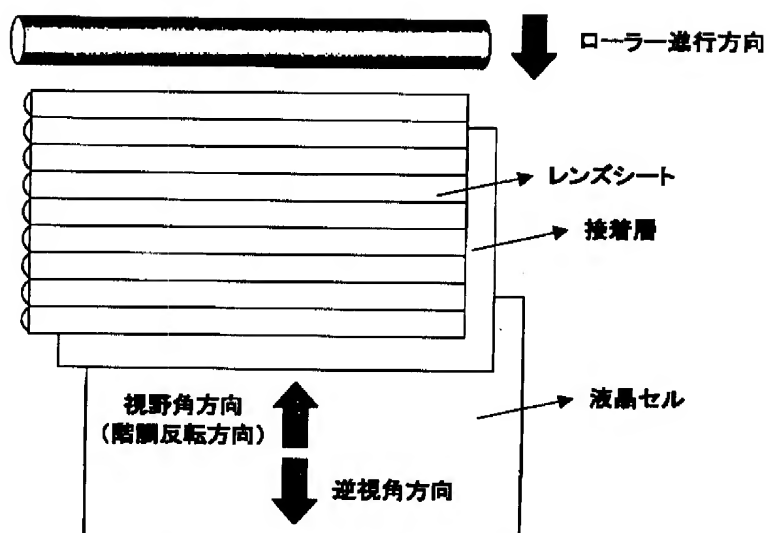 ローラー進行方向
レンズシート
接着層
液晶セル
視野角方向
(階調反転方向)
逆視角方向